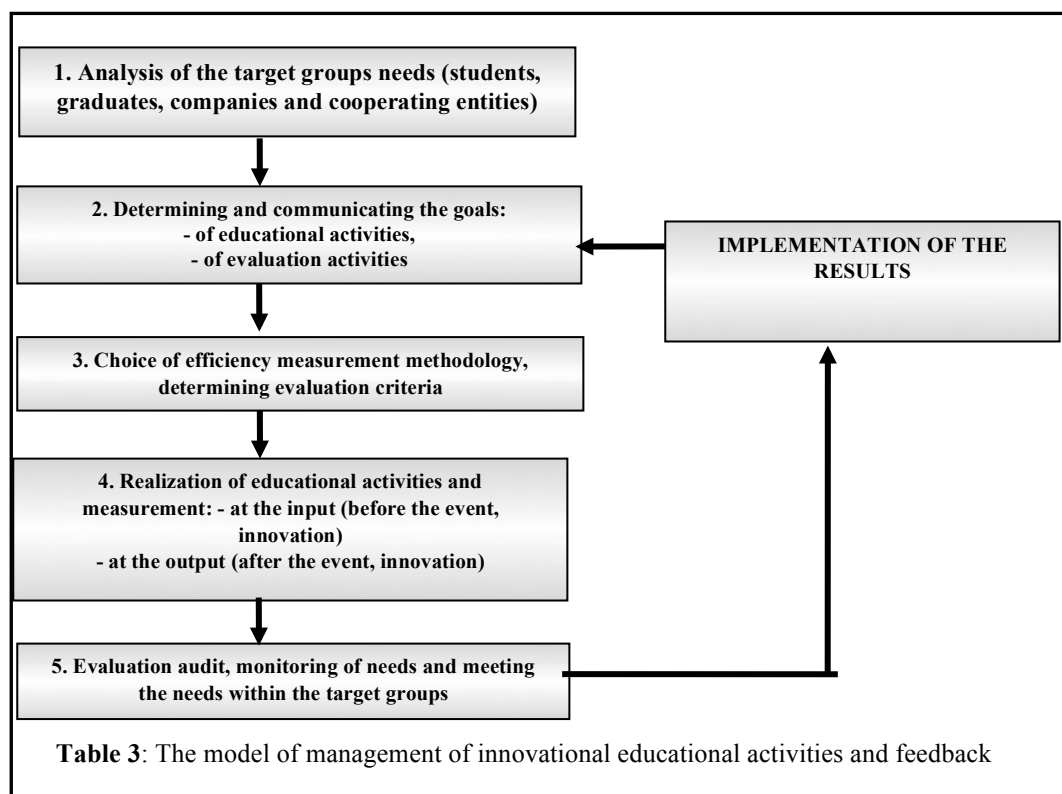 1. Analysis of the target groups needs (students,
graduates, companies and cooperating entities)
2. Determining and communicating the goals:
- of educational activities,
- of evaluation activities
IMPLEMENTATION OF THE
RESULTS
3. Choice of efficiency measurement methodology,
determining evaluation criteria
4. Realization of educational activities and
measurement: - at the input (before the event,
innovation)
- at the output (after the event, innovation)
5. Evaluation audit, monitoring of needs and meeting
the needs within the target groups
Table 3: The model of management of innovational educational activities and feedback